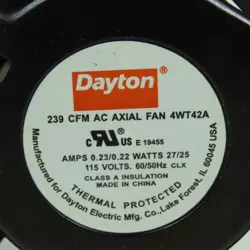 Dayton
239 CFM AC AXIAL FAN 4WT42A
C UL US E 19455
AMPS 0.23/0.22 WATTS 27/25
115 VOLTS. 60/50Hz CLX
CLASS A INSULATION
MADE IN CHINA
THERMAL PROTECTED
Manufactured for Dayton Electric Mfg. Co., Lake Forest, IL 60045 USA